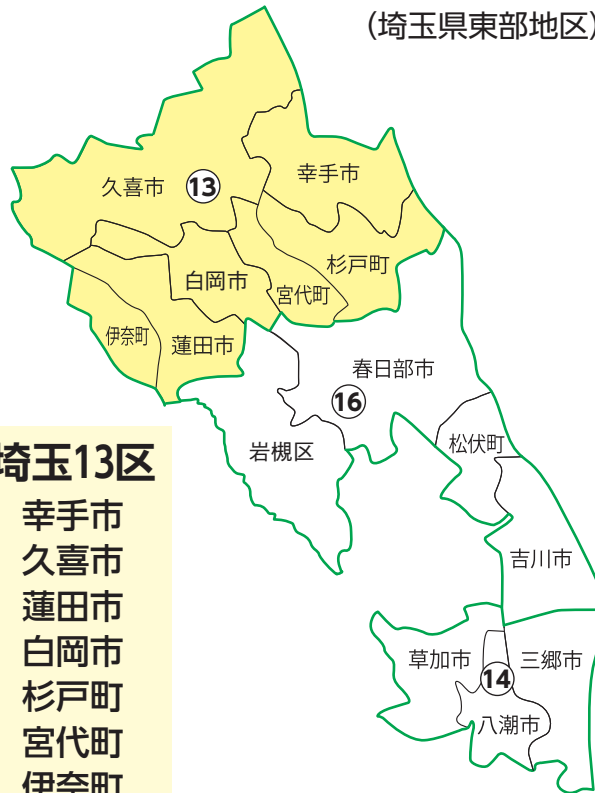 (埼玉県東部地区)
久喜市
13
幸手市
白岡市
宮代町
杉戸町
伊奈町
蓮田市
春日部市
16
岩槻区
松伏町
吉川市
草加市
14
三郷市
八潮市
埼玉13区
幸手市
久喜市
蓮田市
白岡市
杉戸町
宮代町
伊奈町